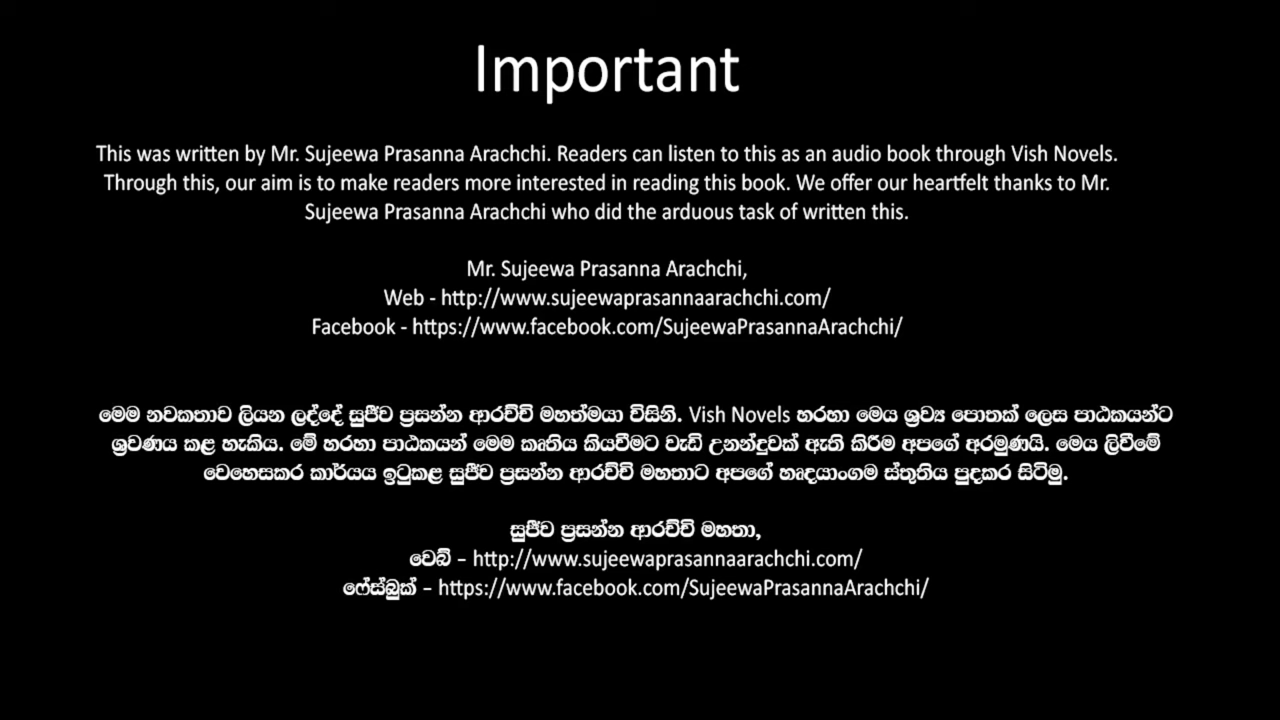 Important
This was written by Mr. Sujeewa Prasanna Arachchi. Readers can listen to this as an audio book through Vish Novels.
Through this, our aim is to make readers more interested in reading this book. We offer our heartfelt thanks to Mr.
Sujeewa Prasanna Arachchi who did the arduous task of written this.
Mr. Sujeewa Prasanna Arachchi,
Web - http://www.sujeewaprasannaarachchi.com/
Facebook - https://www.facebook.com/SujeewaPrasannaArachchi/
මෙම නවකතාව ලියන ලද්දේ සුජීව ප්‍රසන්න ආරච්චි මහත්මයා විසිනි. Vish Novels හරහා මෙය ශ්‍රව්‍ය පොතක් ලෙස පාඨකයන්ට
ශ්‍රවණය කළ හැකිය. මේ හරහා පාඨකයන් මෙම කෘතිය කියවීමට වැඩි උනන්දුවක් ඇති කිරීම අපගේ අරමුණයි. මෙය ලිවීමේ
වෙහෙසකර කාර්යය ඉටුකළ සුජීව ප්‍රසන්න ආරච්චි මහතාට අපගේ හෘදයාංගම ස්තුතිය පුදකර සිටිමු.
සුජීව ප්‍රසන්න ආරච්චි මහතා,
වෙබ් – http://www.sujeewaprasannaarachchi.com/
ෆේස්බුක් – https://www.facebook.com/SujeewaPrasannaArachchi/